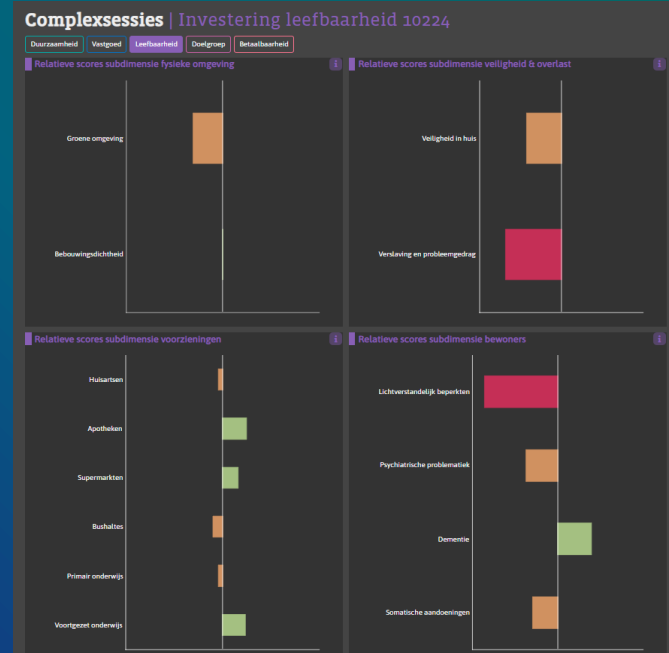 Complexsessies | Investering leefbaarheid 10224
Duurzaamheid Vastgoed Leefbaarheid Doelgroep Betaalbaarheid
Relatieve scores subdimensie fysieke omgeving i
Groene omgeving
Bebouwingsdichtheid
Relatieve scores subdimensie veiligheid & overlast i
Veiligheid in huis
Verslaving en probleemgedrag
Relatieve scores subdimensie voorzieningen i
Huisartsen
Apotheken
Supermarkten
Bushaltes
Primair onderwijs
Voortgezet onderwijs
Relatieve scores subdimensie bewoners i
Lichtverstandelijk beperkten
Psychiatrische problematiek
Dementie
Somatische aandoeningen